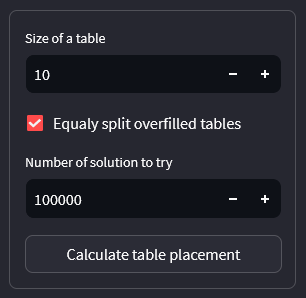 Size of a table
10
Equaly split overfilled tables
Number of solution to try
100000
Calculate table placement